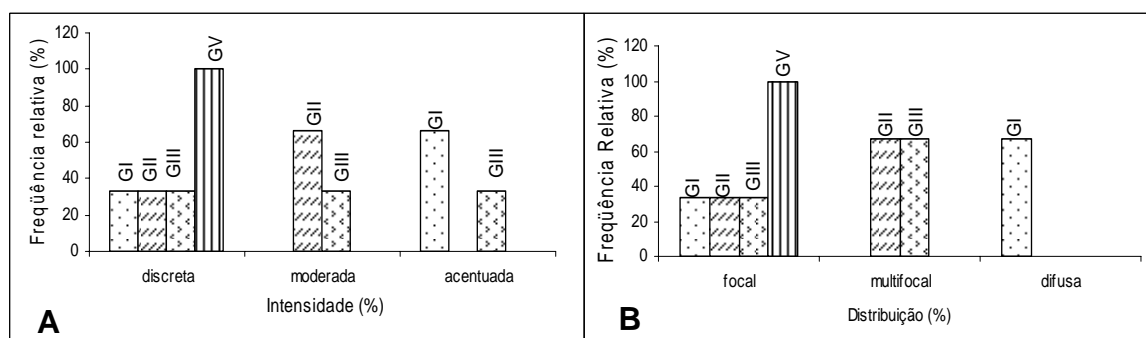 Freqüência relativa (%)
120
100
80
60
40
20
0
GI
GII
GIII
GV
GII
GIII
GI
GIII
discreta
moderada
acentuada
Intensidade (%)
A
Freqüência Relativa (%)
120
100
80
60
40
20
0
GI
GII
GIII
GV
GII
GIII
GI
focal
multifocal
difusa
Distribuição (%)
B